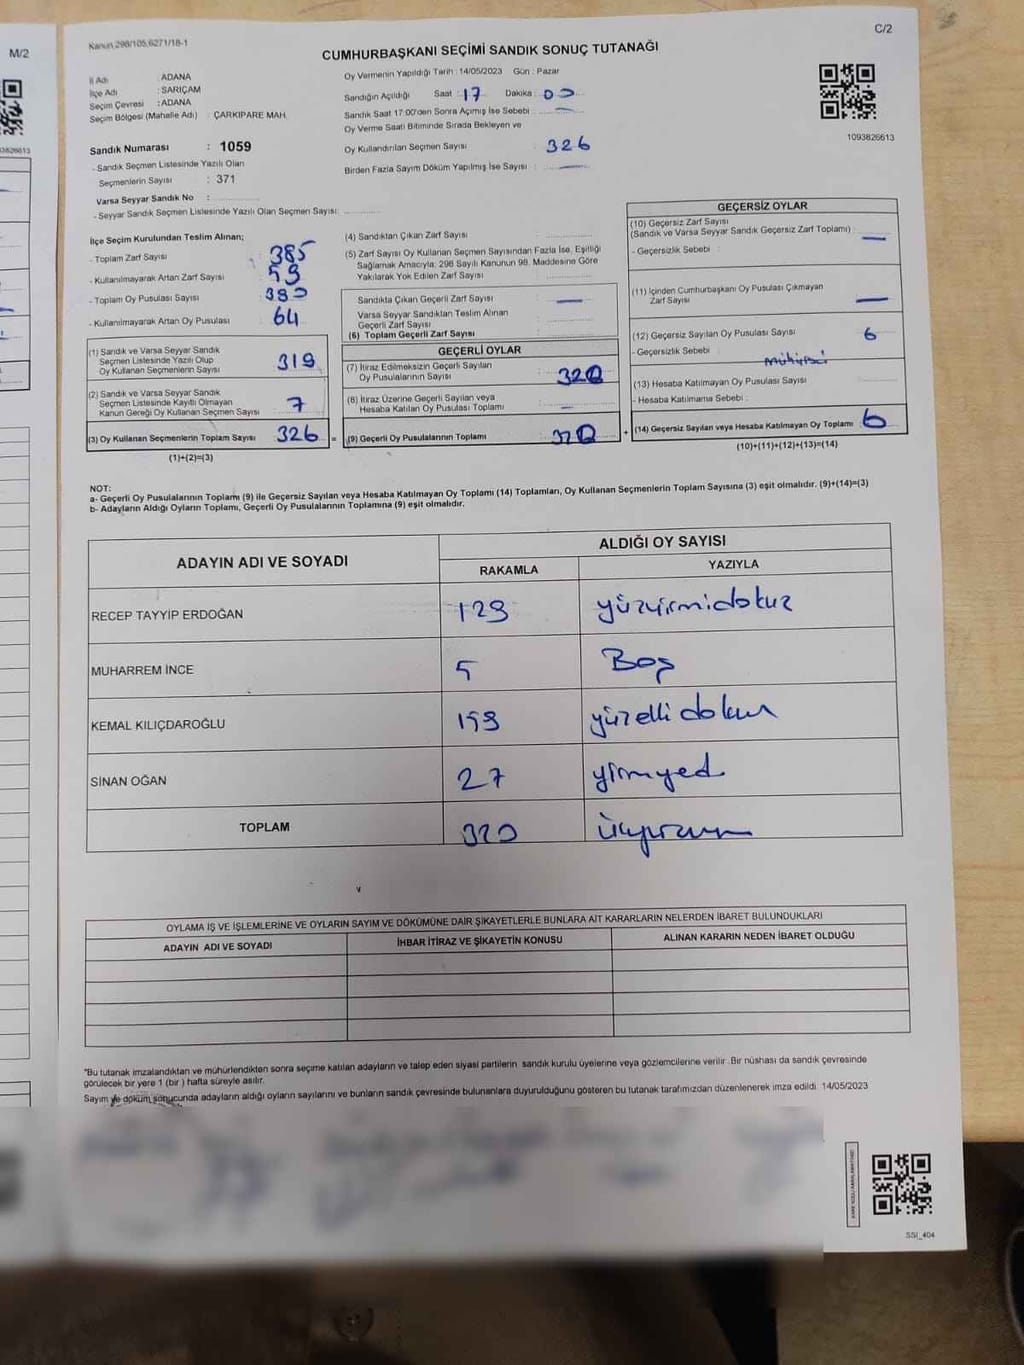 M/2
C/2
Kanun 298/105,6271/18-1
CUMHURBAŞKANI SEÇİMİ SANDIK SONUÇ TUTANAĞI
İl Adı : ADANA
İlçe Adı : SARIÇAM
Seçim Çevresi : ADANA
Seçim Bölgesi (Mahalle Adı) : ÇARKIPARE MAH.
Sandık Numarası : 1059
- Sandık Seçmen Listesinde Yazılı Olan
Seçmenlerin Sayısı : 371
Varsa Seyyar Sandık No :
- Seyyar Sandık Seçmen Listesinde Yazılı Olan Seçmen Sayısı:
Oy Vermenin Yapıldığı Tarih : 14/05/2023 Gün : Pazar
Sandığın Açıldığı Saat : 17 Dakika : 00
Sandık Saat 17:00'den Sonra Açımış İse Sebebi : —
Oy Verme Saati Bitiminde Sırada Bekleyen ve
Oy Kullandırılan Seçmen Sayısı : 326
Birden Fazla Sayım Döküm Yapılmış İse Sayısı : —
1093826613
İlçe Seçim Kurulundan Teslim Alınan;
- Toplam Zarf Sayısı : 385
- Kullanılmayarak Artan Zarf Sayısı : 59
- Toplam Oy Pusulası Sayısı : 380
- Kullanılmayarak Artan Oy Pusulası : 64
(1) Sandık ve Varsa Seyyar Sandık
Seçmen Listesinde Yazılı Olup
Oy Kullanan Seçmenlerin Sayısı : 319
(2) Sandık ve Varsa Seyyar Sandık
Seçmen Listesinde Kayıtlı Olmayan
Kanun Gereği Oy Kullanan Seçmen Sayısı : 7
(3) Oy Kullanan Seçmenlerin Toplam Sayısı 326 =
(1)+(2)=(3)
(4) Sandıktan Çıkan Zarf Sayısı :
(5) Zarf Sayısı Oy Kullanan Seçmen Sayısından Fazla İse, Eşitliği
Sağlamak Amacıyla; 298 Sayılı Kanunun 98. Maddesine Göre
Yakılarak Yok Edilen Zarf Sayısı :
Sandıkta Çıkan Geçerli Zarf Sayısı : —
Varsa Seyyar Sandıktan Teslim Alınan
Geçerli Zarf Sayısı :
(6) Toplam Geçerli Zarf Sayısı :
GEÇERLİ OYLAR
(7) İtiraz Edilmeksizin Geçerli Sayılan
Oy Pusulalarının Sayısı : 320
(8) İtiraz Üzerine Geçerli Sayılan veya
Hesaba Katılan Oy Pusulası Toplamı : —
(9) Geçerli Oy Pusulalarının Toplamı : 320 +
GEÇERSİZ OYLAR
(10) Geçersiz Zarf Sayısı
(Sandık ve Varsa Seyyar Sandık Geçersiz Zarf Toplamı) : —
- Geçersizlik Sebebi :
(11) İçinden Cumhurbaşkanı Oy Pusulası Çıkmayan
Zarf Sayısı : —
(12) Geçersiz Sayılan Oy Pusulası Sayısı : 6
- Geçersizlik Sebebi :
(13) Hesaba Katılmayan Oy Pusulası Sayısı :
- Hesaba Katılmama Sebebi :
(14) Geçersiz Sayılan veya Hesaba Katılmayan Oy Toplamı : 6
(10)+(11)+(12)+(13)=(14)
NOT:
a- Geçerli Oy Pusulalarının Toplamı (9) ile Geçersiz Sayılan veya Hesaba Katılmayan Oy Toplamı (14) Toplamları, Oy Kullanan Seçmenlerin Toplam Sayısına (3) eşit olmalıdır. (9)+(14)=(3)
b- Adayların Aldığı Oyların Toplamı, Geçerli Oy Pusulalarının Toplamına (9) eşit olmalıdır.
ADAYIN ADI VE SOYADI
ALDIĞI OY SAYISI
RAKAMLA YAZIYLA
RECEP TAYYİP ERDOĞAN 129 yüzyirmidokuz
MUHARREM İNCE 5 Beş
KEMAL KILIÇDAROĞLU 159 yüzelli dokuz
SİNAN OĞAN 27 yirmyed
TOPLAM 320
OYLAMA İŞ VE İŞLEMLERİNE VE OYLARIN SAYIM VE DÖKÜMÜNE DAİR ŞİKAYETLERLE BUNLARA AİT KARARLARIN NELERDEN İBARET BULUNDUKLARI
ADAYIN ADI VE SOYADI
İHBAR İTİRAZ VE ŞİKAYETİN KONUSU
ALINAN KARARIN NEDEN İBARET OLDUĞU
*Bu tutanak imzalandıktan ve mühürlendikten sonra seçime katılan adayların ve talep eden siyasi partilerin sandık kurulu üyelerine veya gözlemcilerine verilir. Bir nüshası da sandık çevresinde
görülecek bir yere 1 (bir ) hafta süreyle asılır.
Sayım ve döküm sonucunda adayların aldığı oyların sayılarını ve bunların sandık çevresinde bulunanlara duyurulduğunu gösteren bu tutanak tarafımızdan düzenlenerek imza edildi. 14/05/2023
SSİ_404